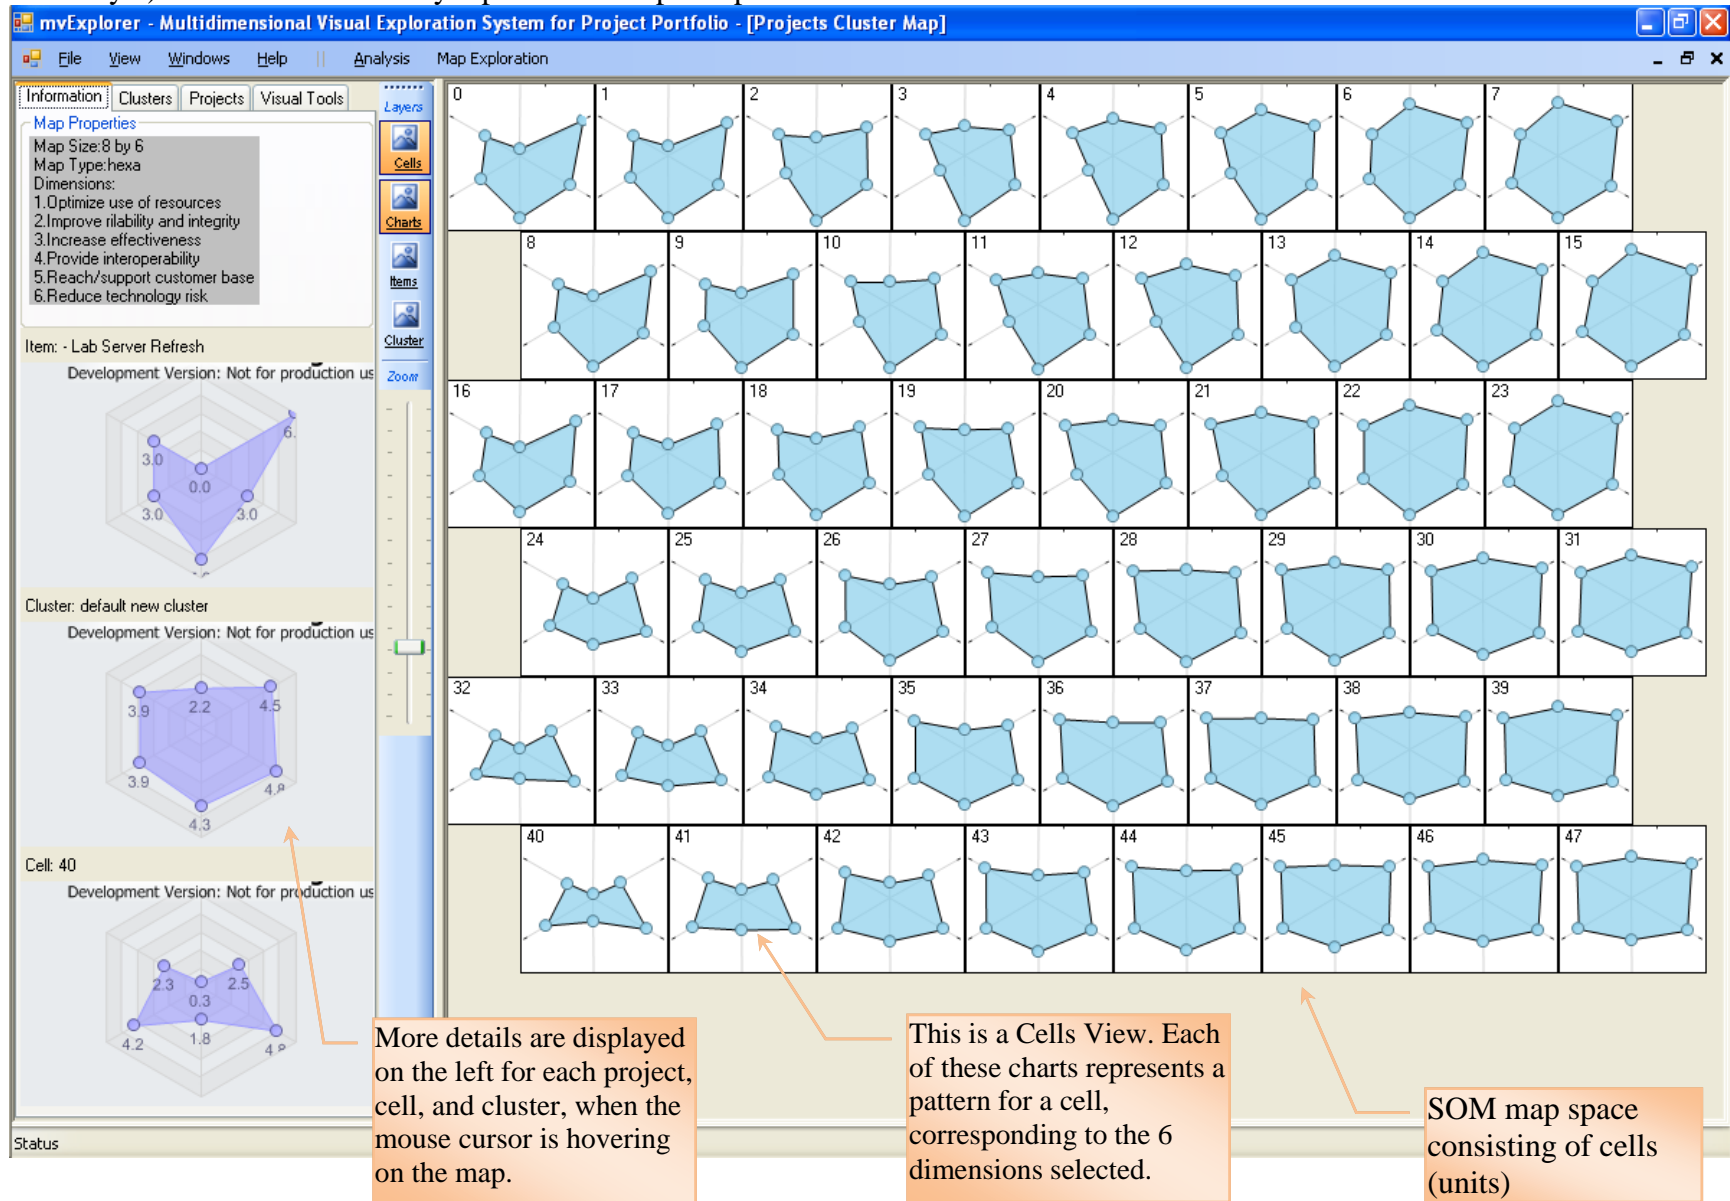 mvExplorer - Multidimensional Visual Exploration System for Project Portfolio - [Projects Cluster Map]
File View Windows Help || Analysis Map Exploration
Information Clusters Projects Visual Tools
Map Properties
Map Size:8 by 6
Map Type:hexa
Dimensions:
1.Optimize use of resources
2.Improve rilability and integrity
3.Increase effectiveness
4.Provide interoperability
5.Reach/support customer base
6.Reduce technology risk
Item: - Lab Server Refresh
Development Version: Not for production us
6.
3.0
0.0
3.0 3.0
Cluster: default new cluster
Development Version: Not for production us
3.9 2.2 4.5
3.9 4.8
4.3
Cell: 40
Development Version: Not for production us
2.3 2.5
0.3
4.2 1.8 4.8
Layers
Cells
Charts
Items
Cluster
Zoom
0 1 2 3 4 5 6 7
8 9 10 11 12 13 14 15
16 17 18 19 20 21 22 23
24 25 26 27 28 29 30 31
32 33 34 35 36 37 38 39
40 41 42 43 44 45 46 47
More details are displayed
on the left for each project,
cell, and cluster, when the
mouse cursor is hovering
on the map.
This is a Cells View. Each
of these charts represents a
pattern for a cell,
corresponding to the 6
dimensions selected.
SOM map space
consisting of cells
(units)
Status